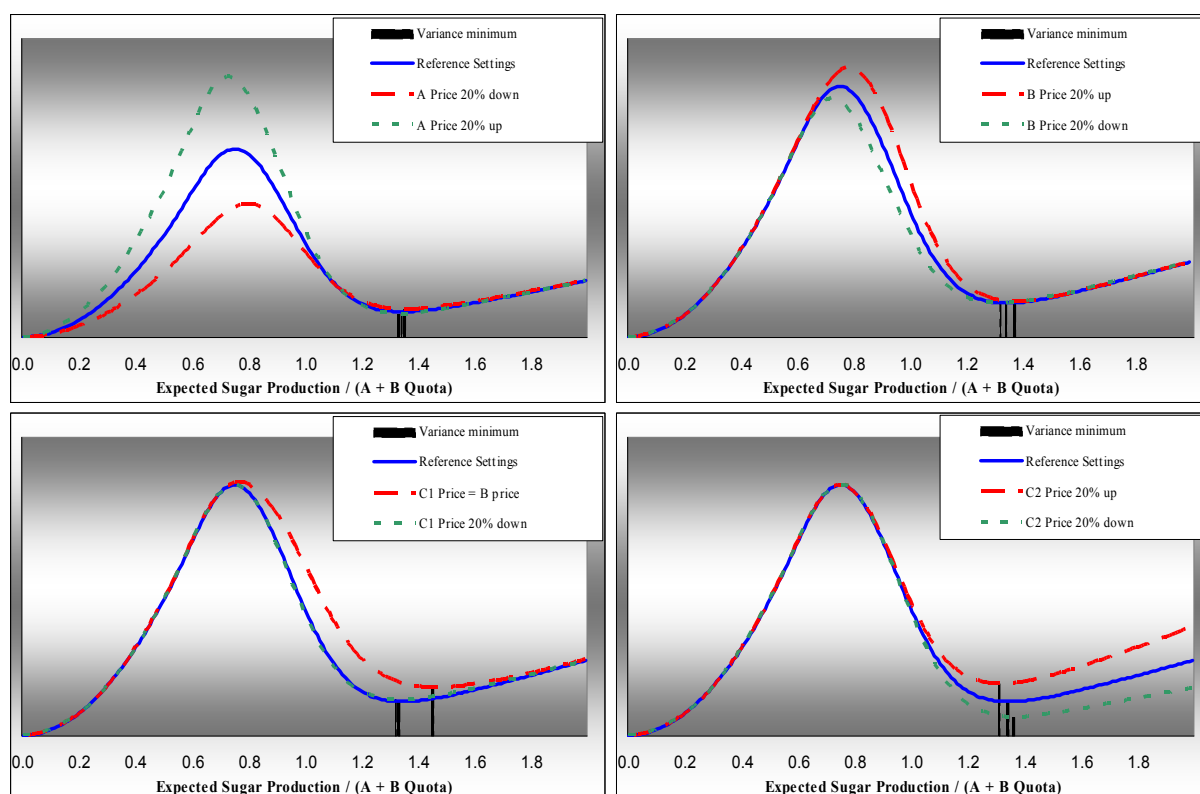 Variance minimum
Reference Settings
A Price 20% down
A Price 20% up
0.0 0.2 0.4 0.6 0.8 1.0 1.2 1.4 1.6 1.8
Expected Sugar Production / (A + B Quota)
Variance minimum
Reference Settings
B Price 20% up
B Price 20% down
0.0 0.2 0.4 0.6 0.8 1.0 1.2 1.4 1.6 1.8
Expected Sugar Production / (A + B Quota)
Variance minimum
Reference Settings
C1 Price = B price
C1 Price 20% down
0.0 0.2 0.4 0.6 0.8 1.0 1.2 1.4 1.6 1.8
Expected Sugar Production / (A + B Quota)
Variance minimum
Reference Settings
C2 Price 20% up
C2 Price 20% down
0.0 0.2 0.4 0.6 0.8 1.0 1.2 1.4 1.6 1.8
Expected Sugar Production / (A + B Quota)